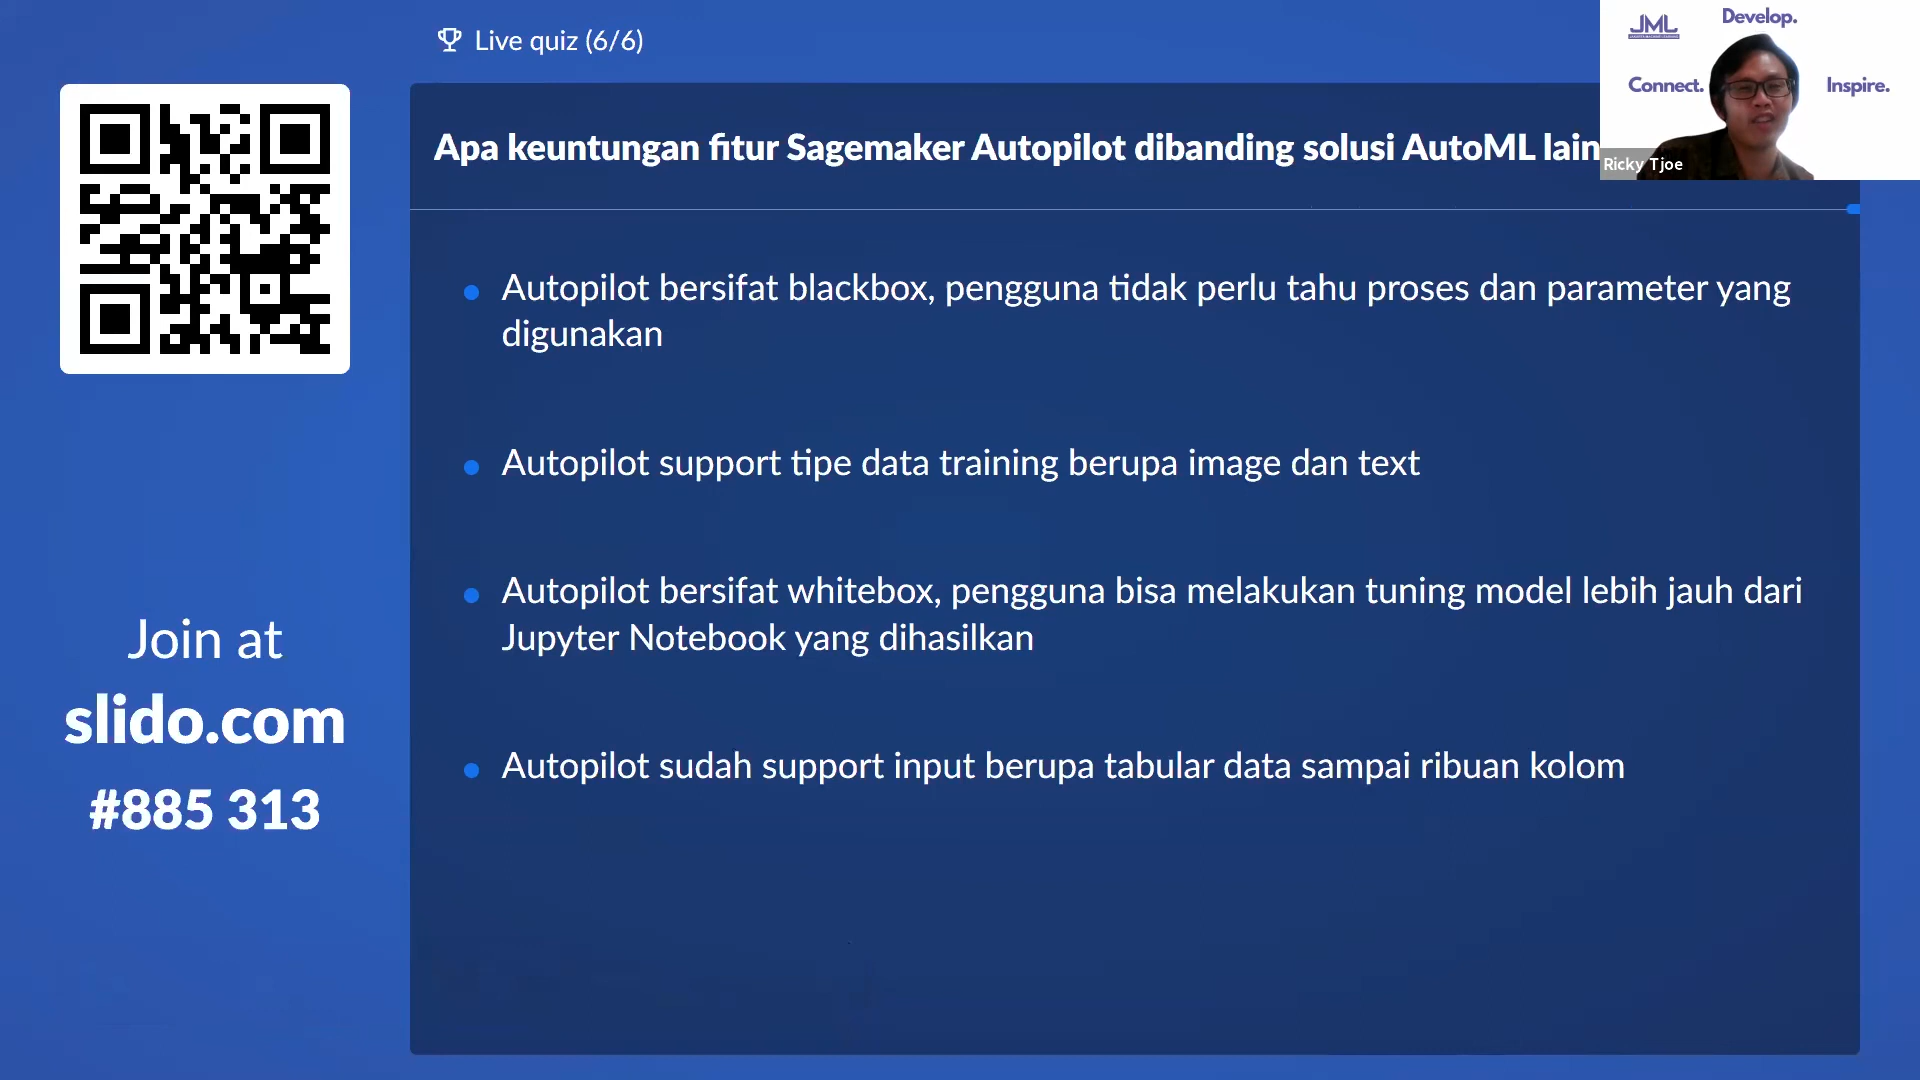 Live quiz (6/6)
JML
Develop.
Connect.
Inspire.
Ricky Tjoe
Apa keuntungan fitur Sagemaker Autopilot dibanding solusi AutoML lain
Autopilot bersifat blackbox, pengguna tidak perlu tahu proses dan parameter yang
digunakan
Autopilot support tipe data training berupa image dan text
Autopilot bersifat whitebox, pengguna bisa melakukan tuning model lebih jauh dari
Jupyter Notebook yang dihasilkan
Autopilot sudah support input berupa tabular data sampai ribuan kolom
Join at
slido.com
#885 313